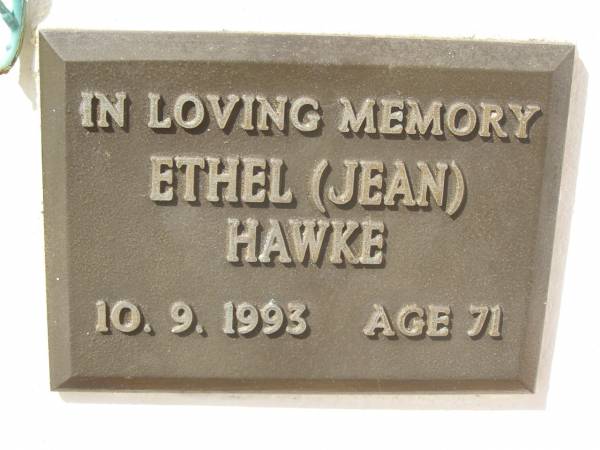 IN LOVING MEMORY
ETHEL (JEAN)
HAWKE
10. 9. 1993 AGE 71